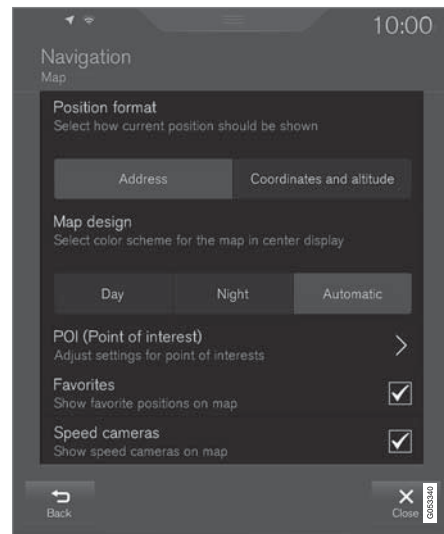 10:00
Navigation
Map
Position format
Select how current position should be shown
Address Coordinates and altitude
Map design
Select color scheme for the map in center display
Day Night Automatic
POI (Point of interest)
Adjust settings for point of interests
Favorites
Show favorite positions on map
Speed cameras
Show speed cameras on map
Back Close
G053340